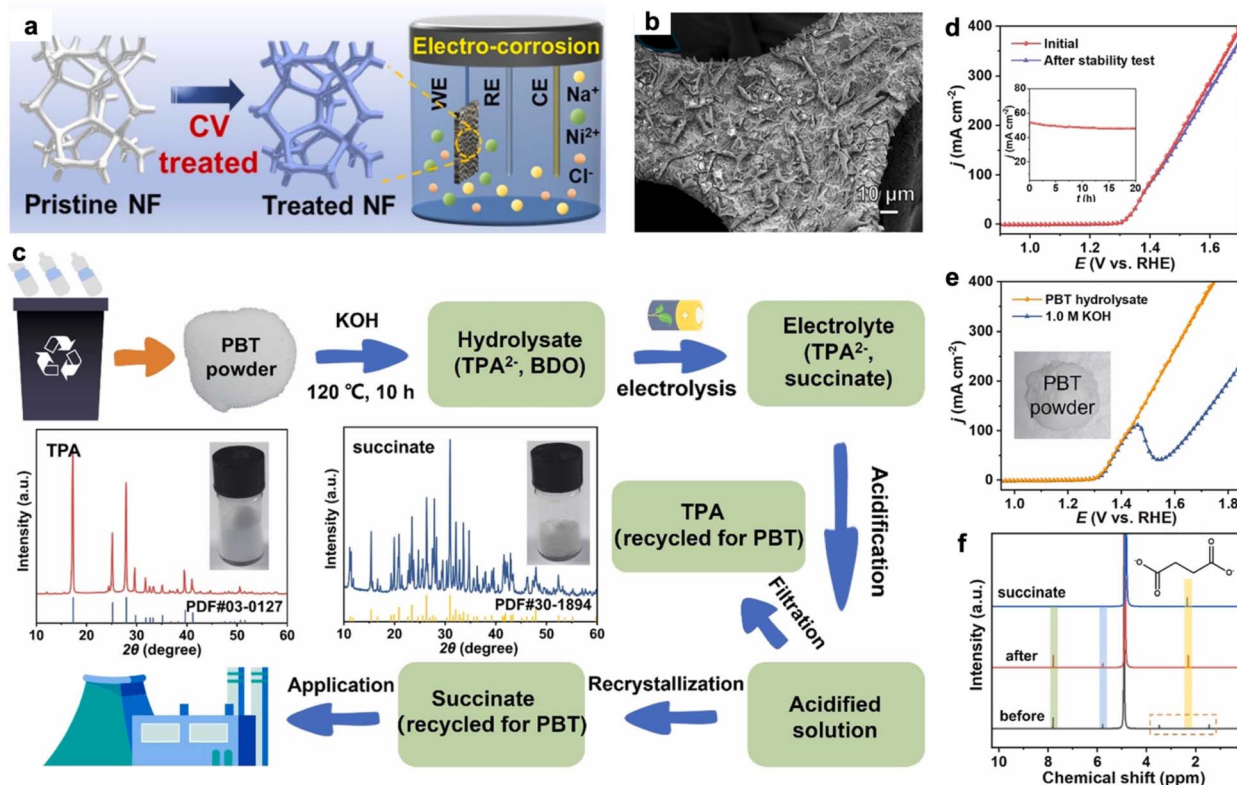 a
CV
treated
Pristine NF
Treated NF
Electro-corrosion
WE
RE
CE
Na⁺
Ni²⁺
Cl⁻
b
10 μm
c
PBT
powder
KOH
120 ℃, 10 h
Hydrolysate
(TPA²⁻, BDO)
electrolysis
Electrolyte
(TPA²⁻,
succinate)
Acidification
TPA
Intensity (a.u.)
PDF#03-0127
10 20 30 40 50 60
2θ (degree)
succinate
Intensity (a.u.)
PDF#30-1894
10 20 30 40 50 60
2θ (degree)
TPA
(recycled for PBT)
Filtration
Acidified
solution
Recrystallization
Succinate
(recycled for PBT)
Application
d
Initial
After stability test
j (mA cm⁻²)
400
300
200
100
0
j (mA cm⁻²)
80
60
40
20
0
0 5 10 15 20
t (h)
1.0 1.2 1.4 1.6
E (V vs. RHE)
e
PBT hydrolysate
1.0 M KOH
j (mA cm⁻²)
400
300
200
100
0
PBT
powder
1.0 1.2 1.4 1.6 1.8
E (V vs. RHE)
f
Intensity (a.u.)
succinate
after
before
O
⁻O
O⁻
O
10 8 6 4 2
Chemical shift (ppm)